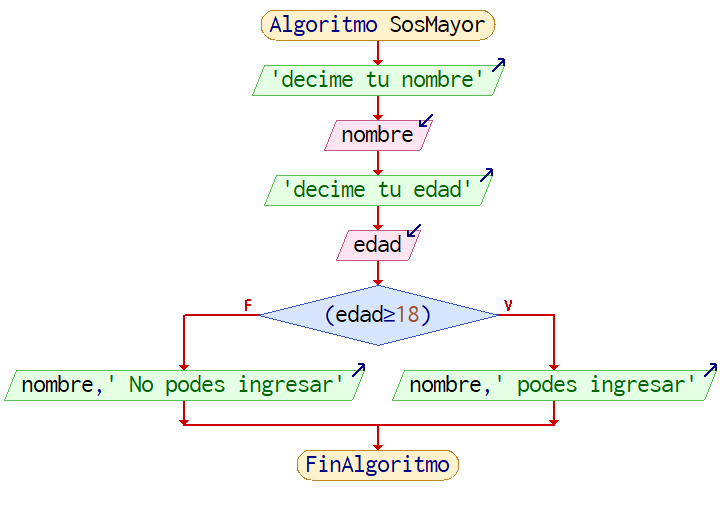 Algoritmo SosMayor
'decime tu nombre'
nombre
'decime tu edad'
edad
F
(edad≥18)
V
nombre,' No podes ingresar'
nombre,' podes ingresar'
FinAlgoritmo